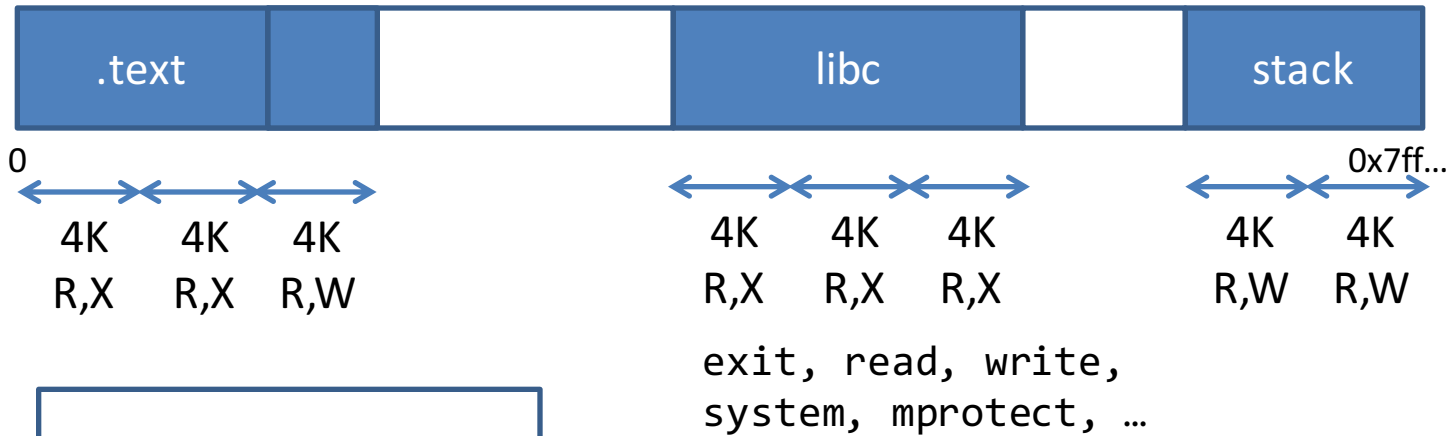 .text libc stack
0 0x7ff…
4K 4K 4K 4K 4K 4K 4K 4K
R,X R,X R,W R,X R,X R,X R,W R,W
exit, read, write,
system, mprotect, …